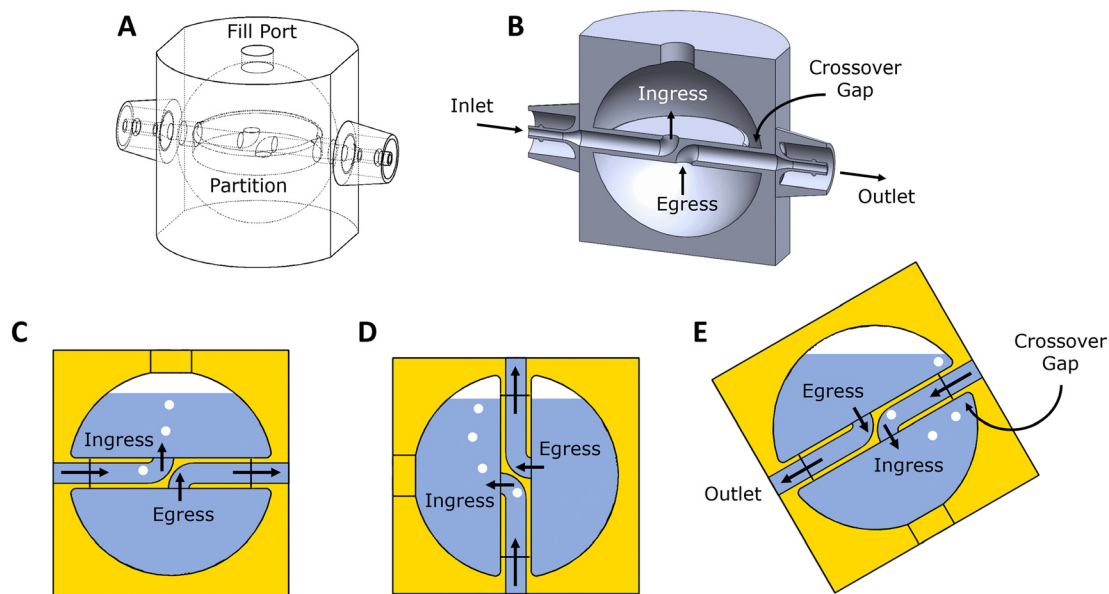 A
Fill Port
Partition
B
Inlet
Ingress
Crossover
Gap
Egress
Outlet
C
Ingress
Egress
D
Egress
Ingress
E
Crossover
Gap
Egress
Ingress
Outlet